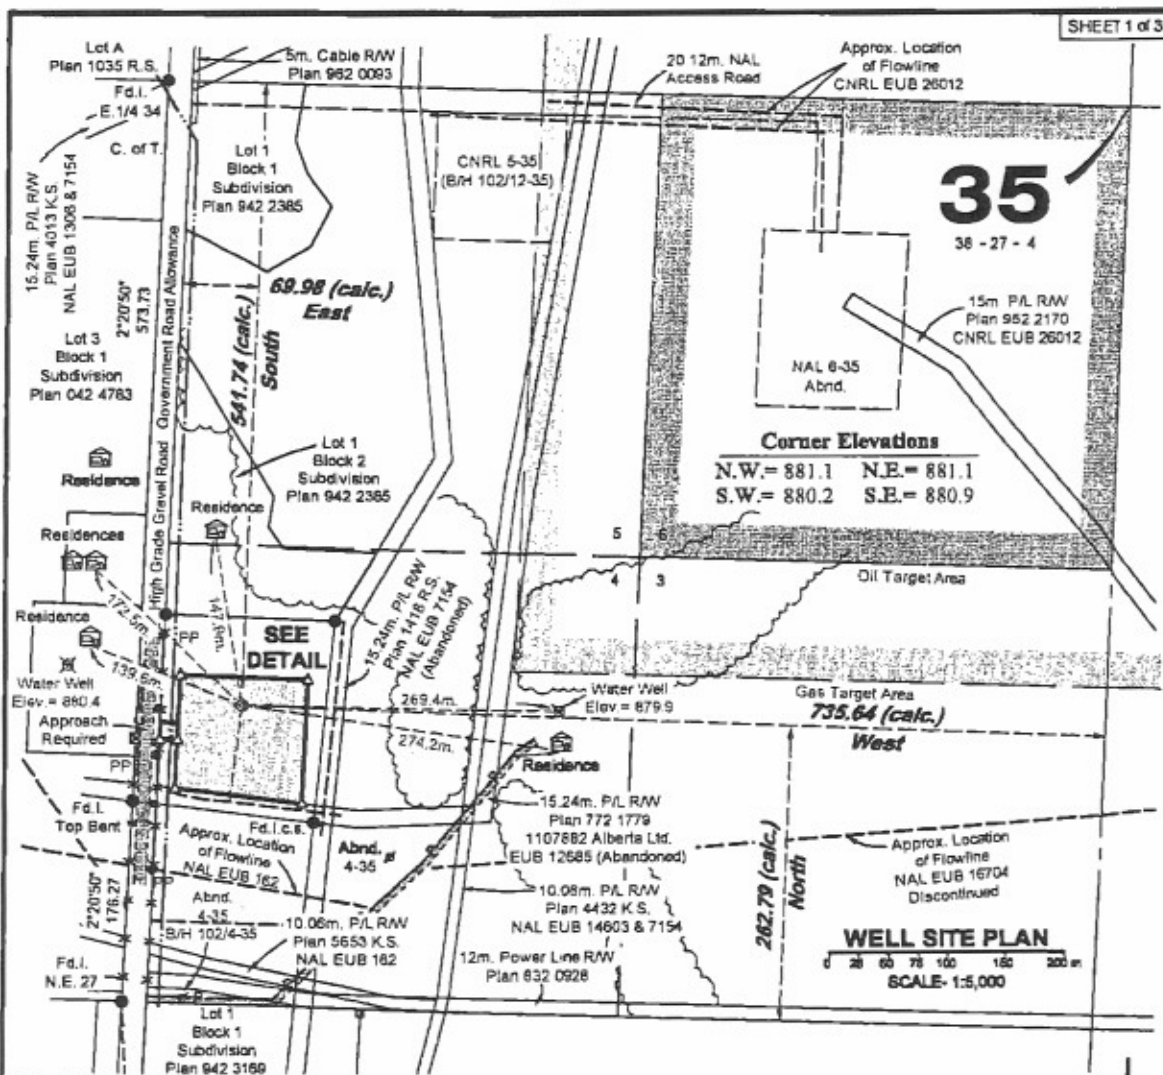 SHEET 1 of 3
Lot A
Plan 1035 R.S.
Fd.I.
E.1/4 34
C. of T.
5m. Cable R/W
Plan 962 0093
20.12m. NAL
Access Road
Approx. Location
of Flowline
CNRL EUB 26012
15.24m. P/L R/W
Plan 4013 K.S.
NAL EUB 1306 & 7154
Lot 1
Block 1
Subdivision
Plan 942 2385
CNRL 5-35
(B/H 102/12-35)
35
38 - 27 - 4
2°20'50"
573.73
High Grade Gravel Road
Government Road Allowance
69.98 (calc.)
East
541.74 (calc.)
South
15m P/L R/W
Plan 952 2170
CNRL EUB 26012
NAL 6-35
Abnd.
Lot 3
Block 1
Subdivision
Plan 042 4763
Corner Elevations
N.W.= 881.1 N.E.= 881.1
S.W.= 880.2 S.E.= 880.9
Lot 1
Block 2
Subdivision
Plan 942 2385
Residence
Residence
Residences
5 6
4 3
Oil Target Area
172.5m.
147.9m.
139.6m.
15.24m. P/L R/W
Plan 1418 R.S.
NAL EUB 7154
(Abandoned)
Residence
PP
SEE
DETAIL
Water Well
Elev.= 880.4
Approach
Required
PP
269.4m.
274.2m.
Water Well
Elev.= 879.9
Gas Target Area
735.64 (calc.)
West
Residence
Fd.I.
Top Bent
Fd.I.c.s.
Approx. Location
of Flowline
NAL EUB 162
Abnd.
4-35
15.24m. P/L R/W
Plan 772 1779
1107882 Alberta Ltd.
EUB 12685 (Abandoned)
Approx. Location
of Flowline
NAL EUB 16704
Discontinued
262.79 (calc.)
North
PP
2°20'50"
176.27
Abnd.
4-35
B/H 102/4-35
10.06m. P/L R/W
Plan 5653 K.S.
NAL EUB 162
10.06m. P/L R/W
Plan 4432 K.S.
NAL EUB 14603 & 7154
12m. Power Line R/W
Plan 832 0928
WELL SITE PLAN
0 25 50 75 100 150 200 m
SCALE- 1:5,000
Fd.I.
N.E. 27
Lot 1
Block 1
Subdivision
Plan 942 3169